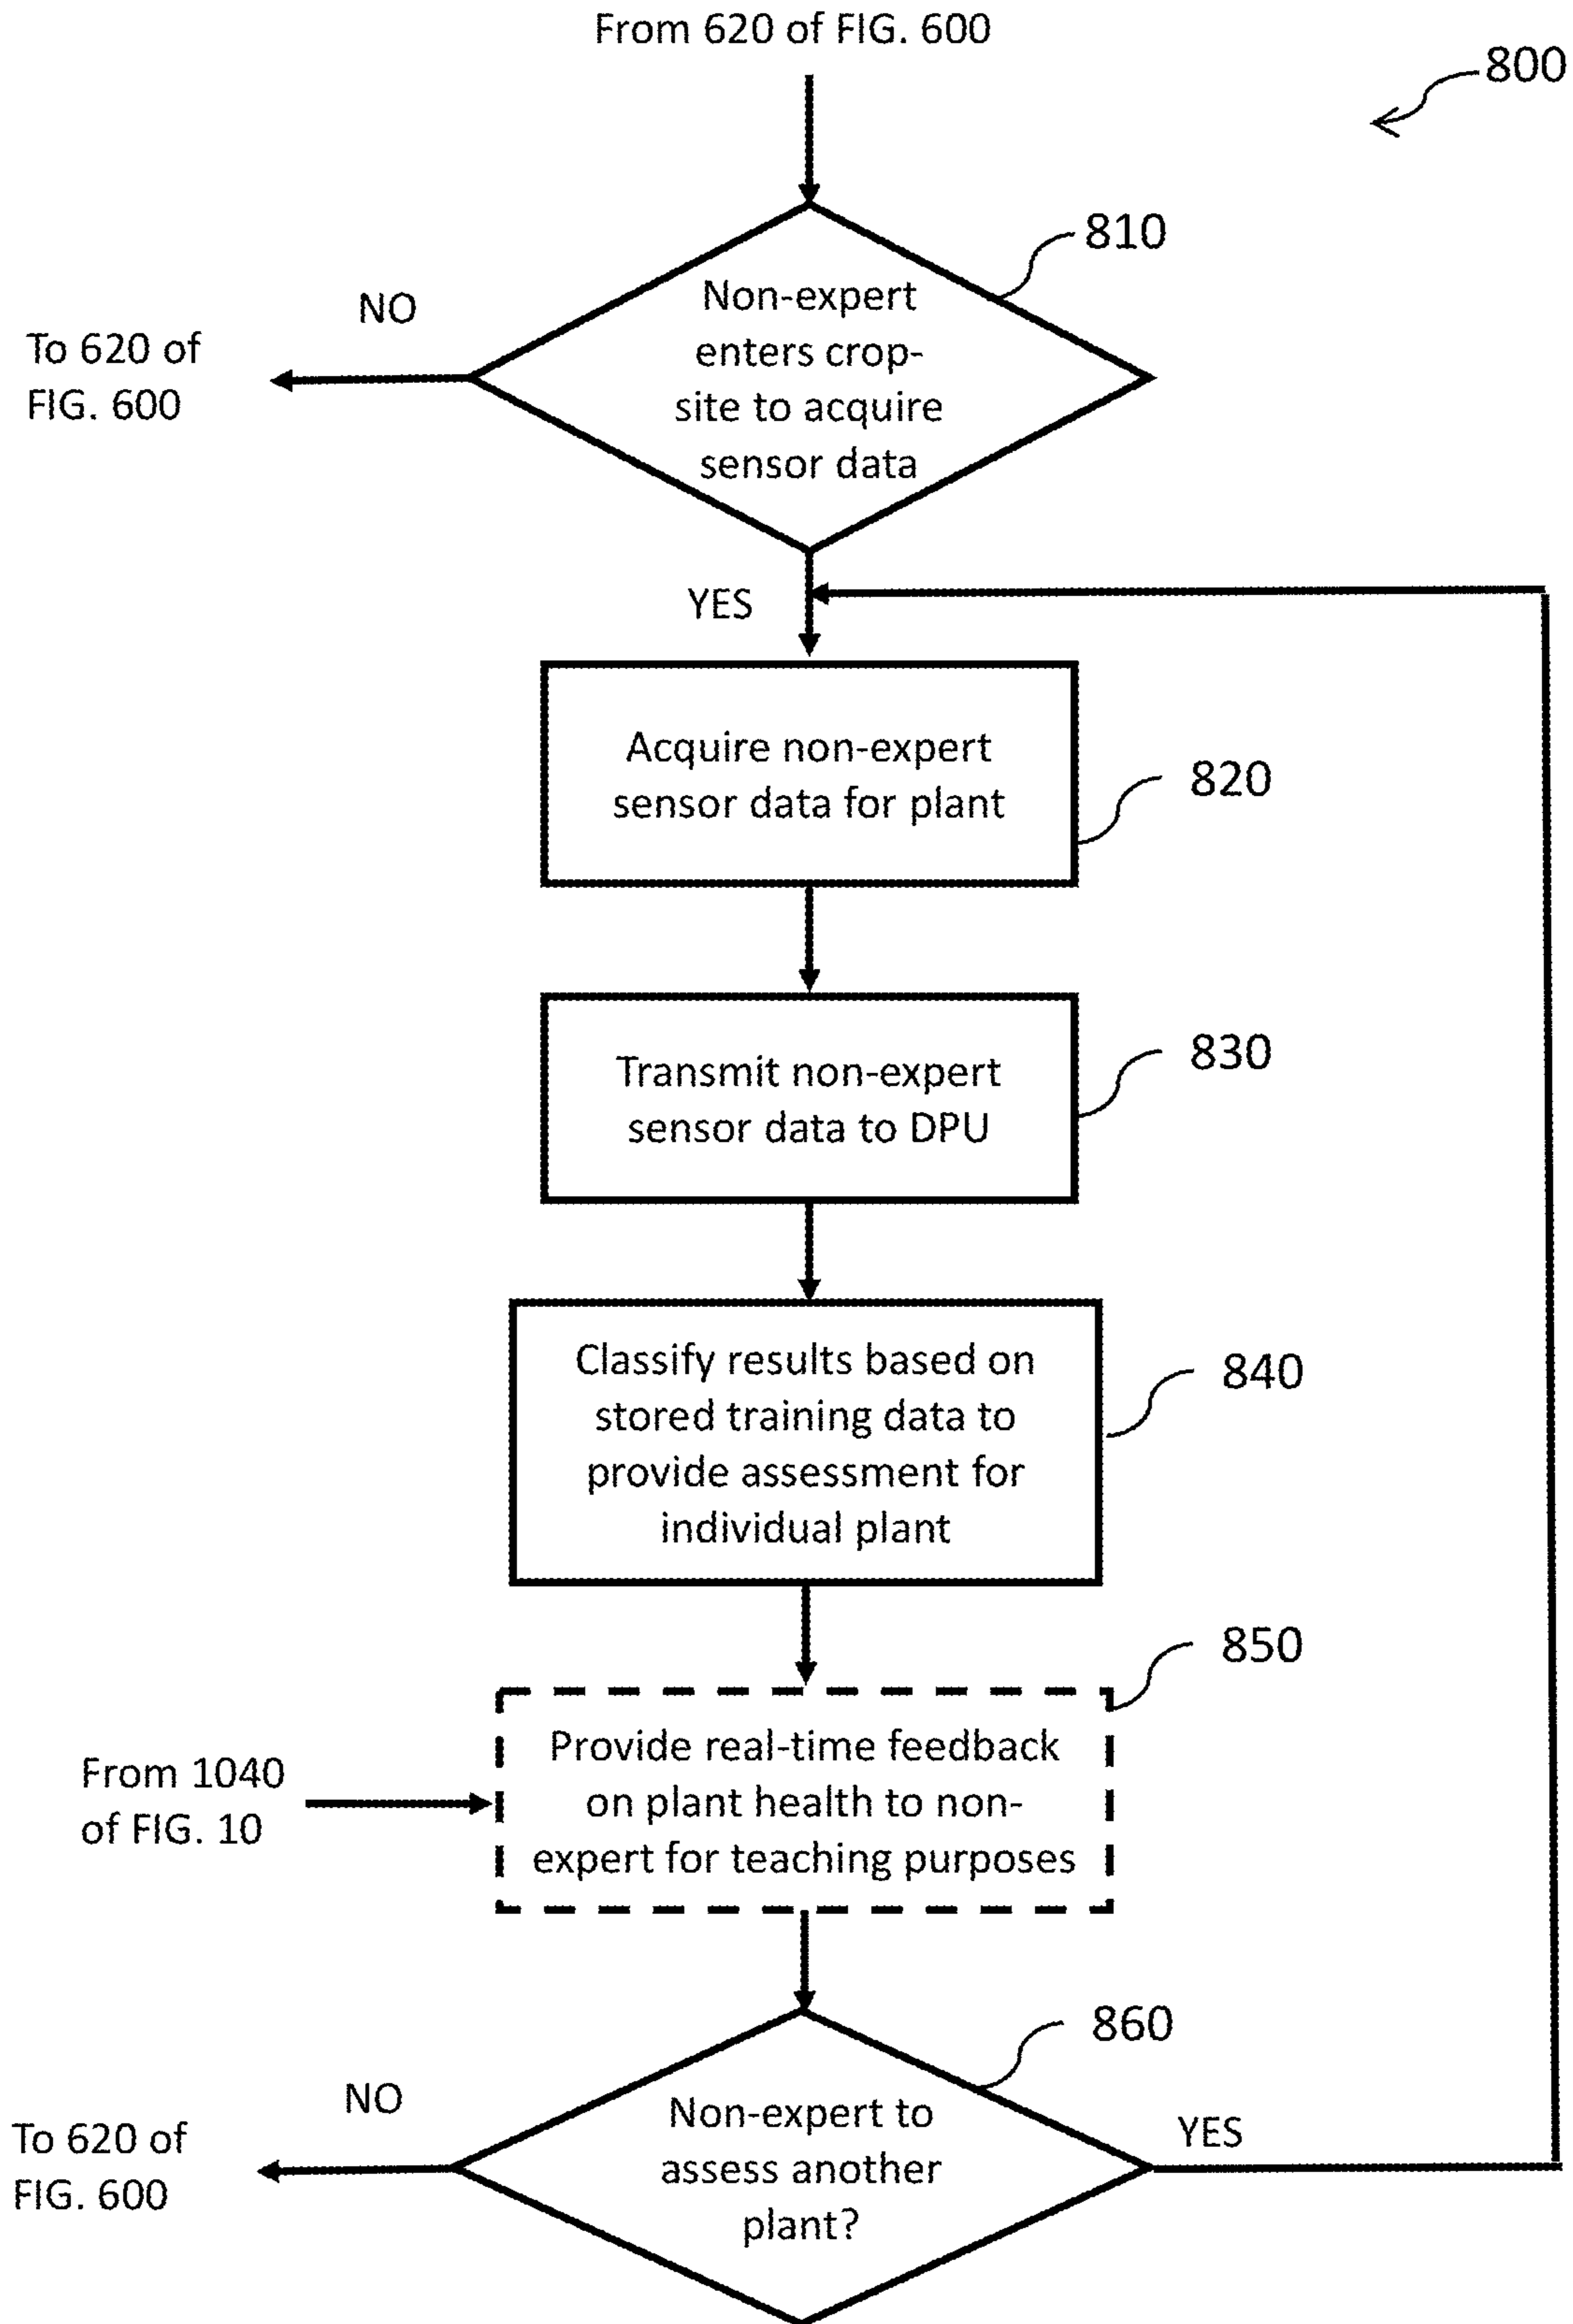 From 620 of FIG. 600
800
810
Non-expert
enters crop-
site to acquire
sensor data
NO
To 620 of
FIG. 600
YES
Acquire non-expert
sensor data for plant
820
Transmit non-expert
sensor data to DPU
830
Classify results based on
stored training data to
provide assessment for
individual plant
840
850
Provide real-time feedback
on plant health to non-
expert for teaching purposes
From 1040
of FIG. 10
860
Non-expert to
assess another
plant?
NO
To 620 of
FIG. 600
YES